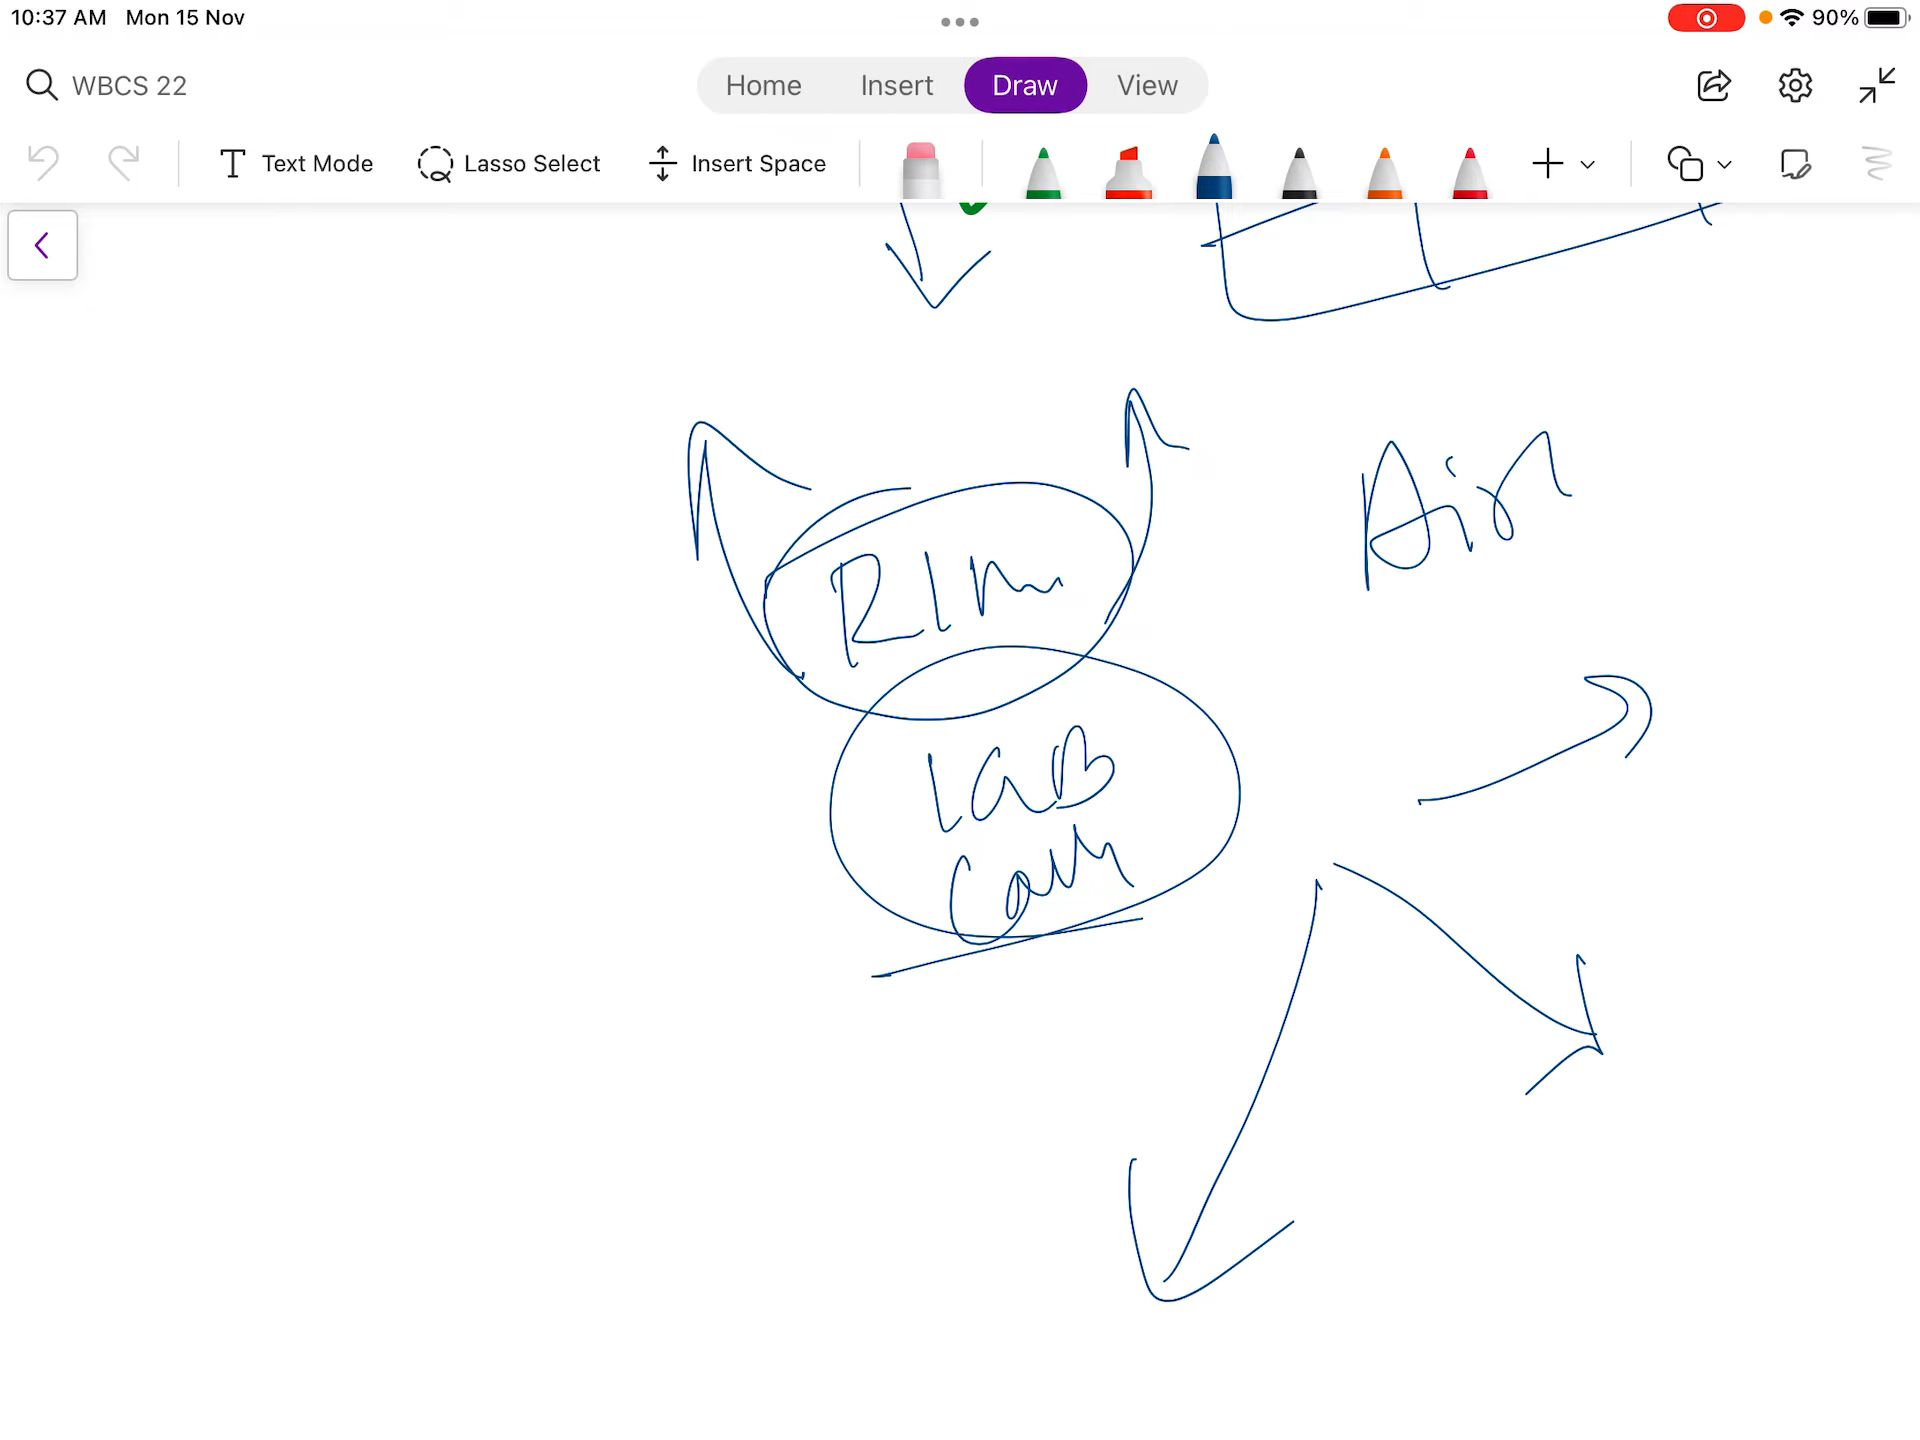 10:37 AM Mon 15 Nov
90%
WBCS 22
Home Insert Draw View
Text Mode Lasso Select Insert Space
Air
RIM
LAB